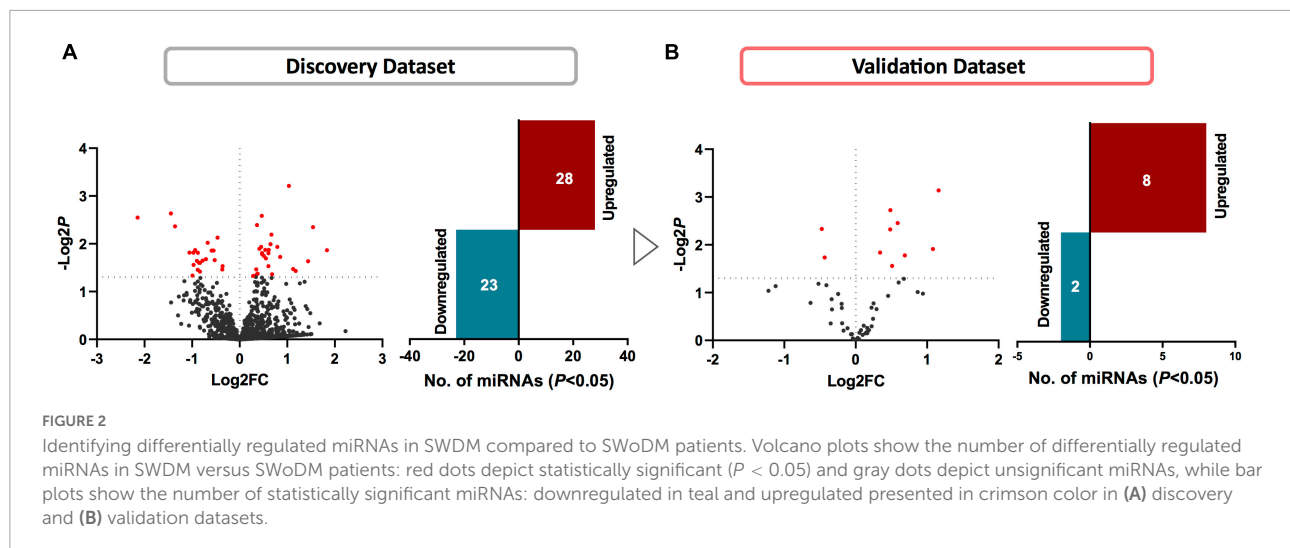 A
Discovery Dataset
-Log2P
4
3
2
1
0
-3
-2
-1
0
1
2
3
Log2FC
Downregulated
23
28
Upregulated
-40
-20
0
20
40
No. of miRNAs (P<0.05)
B
Validation Dataset
-Log2P
4
3
2
1
0
-2
-1
0
1
2
Log2FC
Downregulated
2
8
Upregulated
-5
0
5
10
No. of miRNAs (P<0.05)
FIGURE 2
Identifying differentially regulated miRNAs in SWDM compared to SWoDM patients. Volcano plots show the number of differentially regulated
miRNAs in SWDM versus SWoDM patients: red dots depict statistically significant (P < 0.05) and gray dots depict unsignificant miRNAs, while bar
plots show the number of statistically significant miRNAs: downregulated in teal and upregulated presented in crimson color in (A) discovery
and (B) validation datasets.